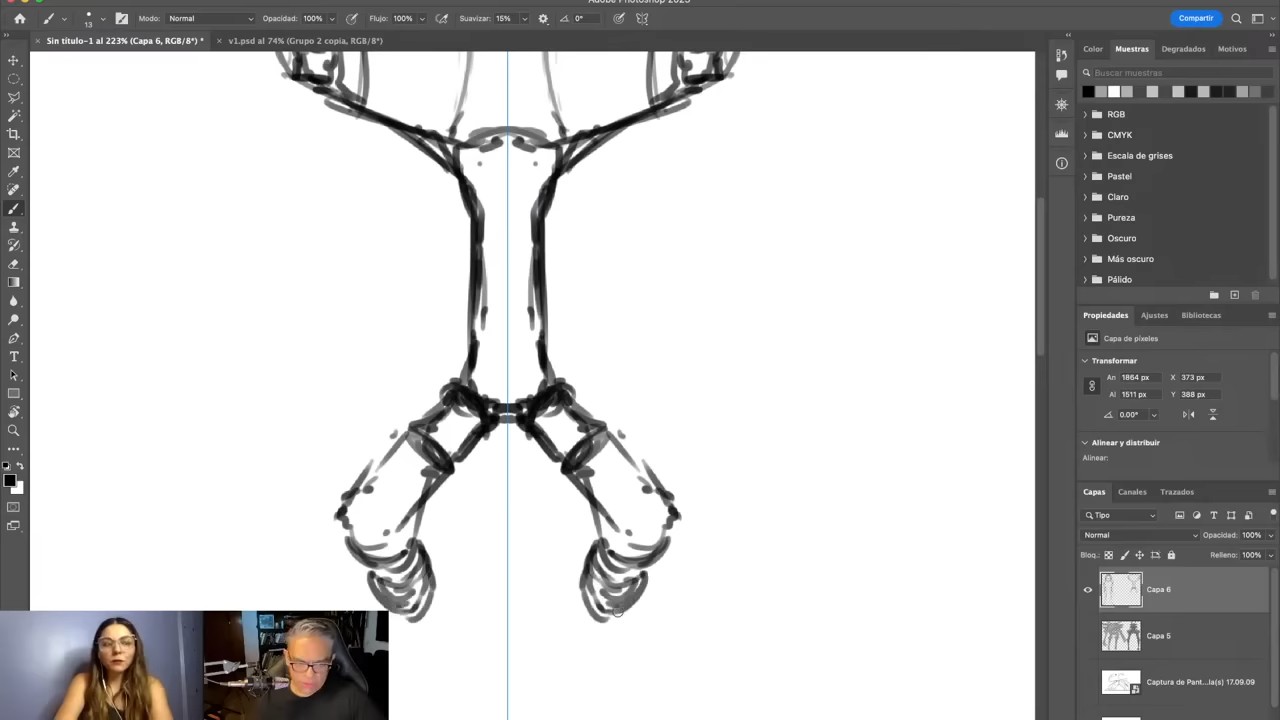 Adobe Photoshop 2023
13 Modo: Normal Opacidad: 100% Flujo: 100% Suavizar: 15% 0° Compartir
× Sin título-1 al 223% (Capa 6, RGB/8*) * × v1.psd al 74% (Grupo 2 copia, RGB/8*)
Color Muestras Degradados Motivos
Buscar muestras
RGB
CMYK
Escala de grises
Pastel
Claro
Pureza
Oscuro
Más oscuro
Pálido
Propiedades Ajustes Bibliotecas
Capa de píxeles
Transformar
An 1864 px X 373 px
Al 1511 px Y 388 px
0.00°
Alinear y distribuir
Alinear:
Capas Canales Trazados
Tipo
Normal Opacidad: 100%
Bloq.: Relleno: 100%
Capa 6
Capa 5
Captura de Pant...la(s) 17.09.09